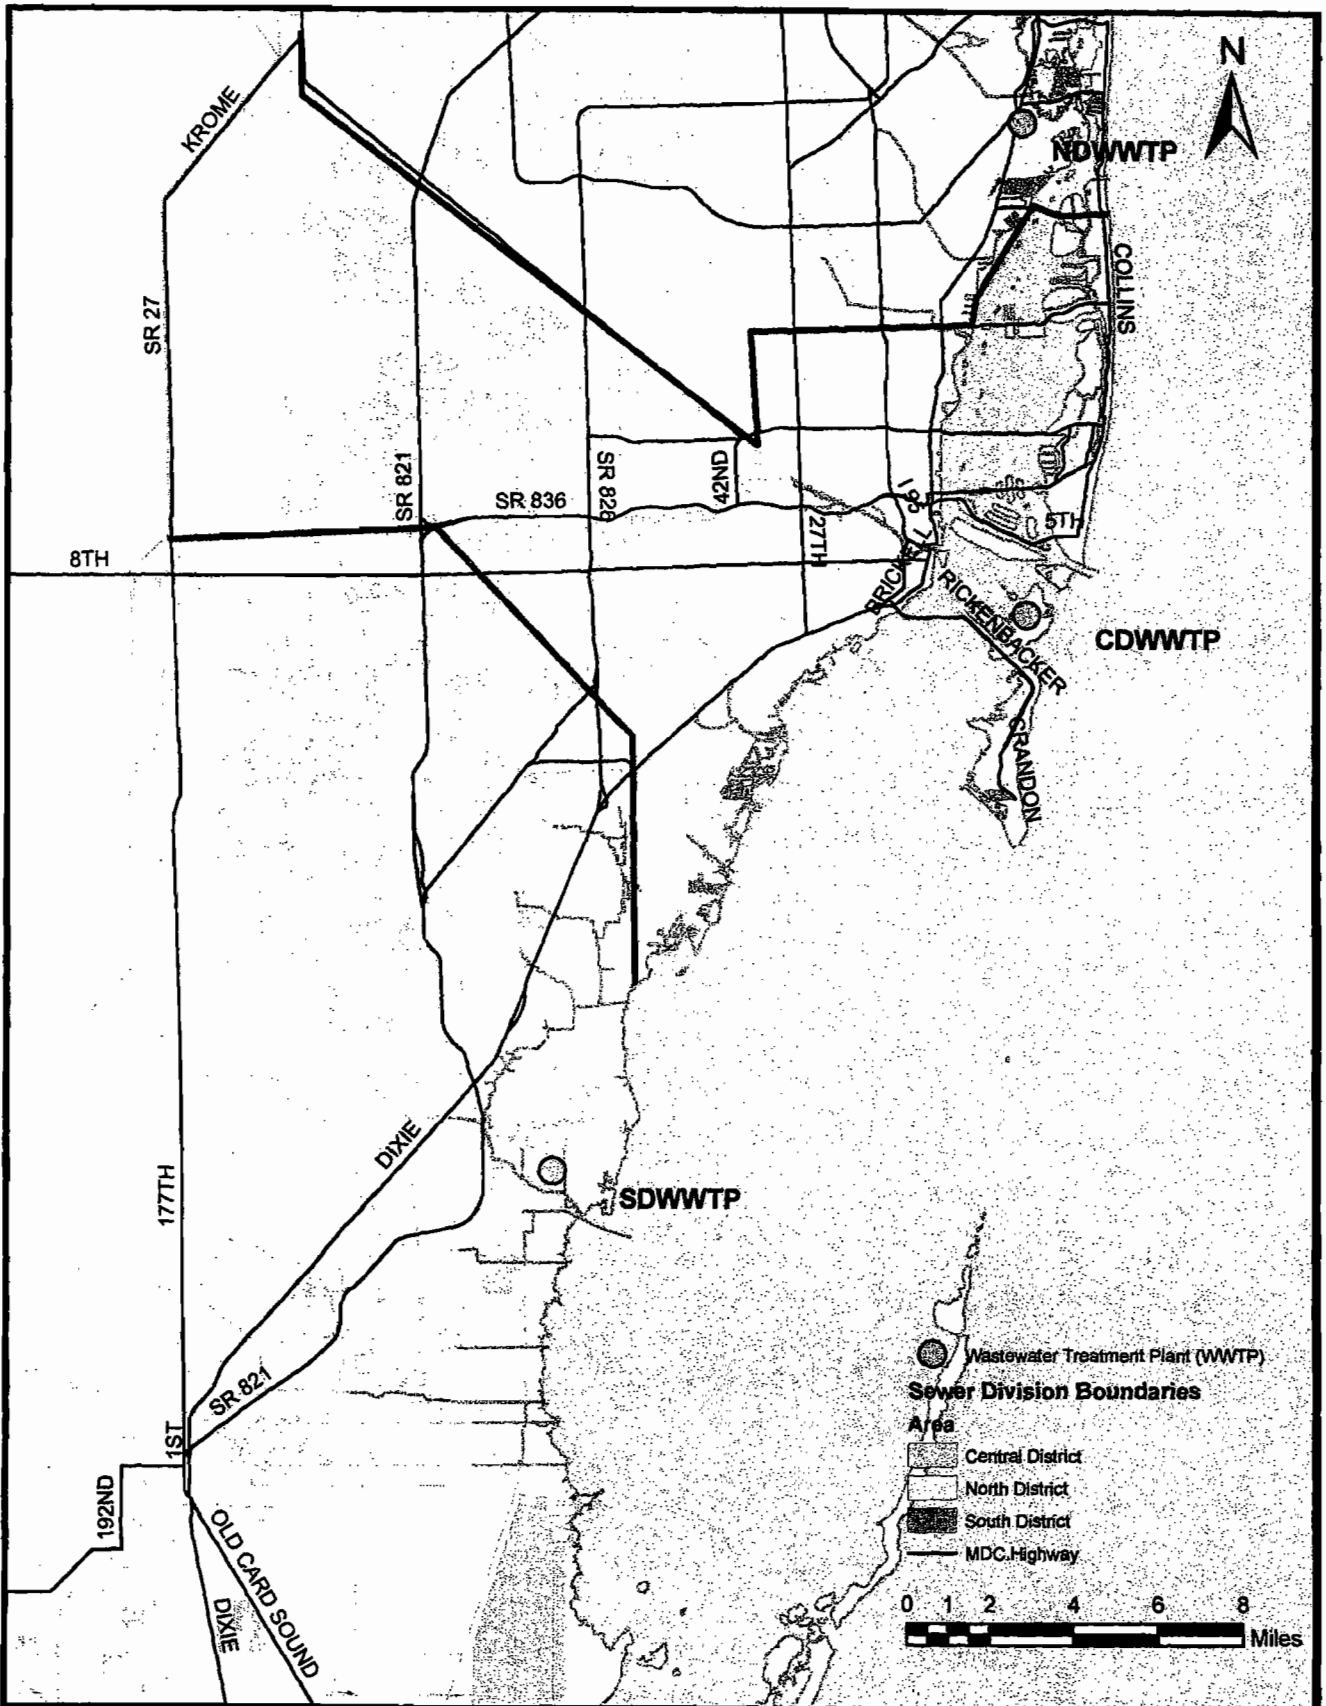 N
KROME
NDWWTP
COLLINS
SR 27
SR 821
SR 826
42ND
SR 836
I 95
27TH
5TH
8TH
BRICKELL
RICKENBACKER
CDWWTP
CRANDON
DIXIE
177TH
SDWWTP
SR 821
1ST
192ND
OLD CARD SOUND
DIXIE
Wastewater Treatment Plant (WWTP)
Sewer Division Boundaries
Area
Central District
North District
South District
MDC.Highway
0 1 2 4 6 8
Miles